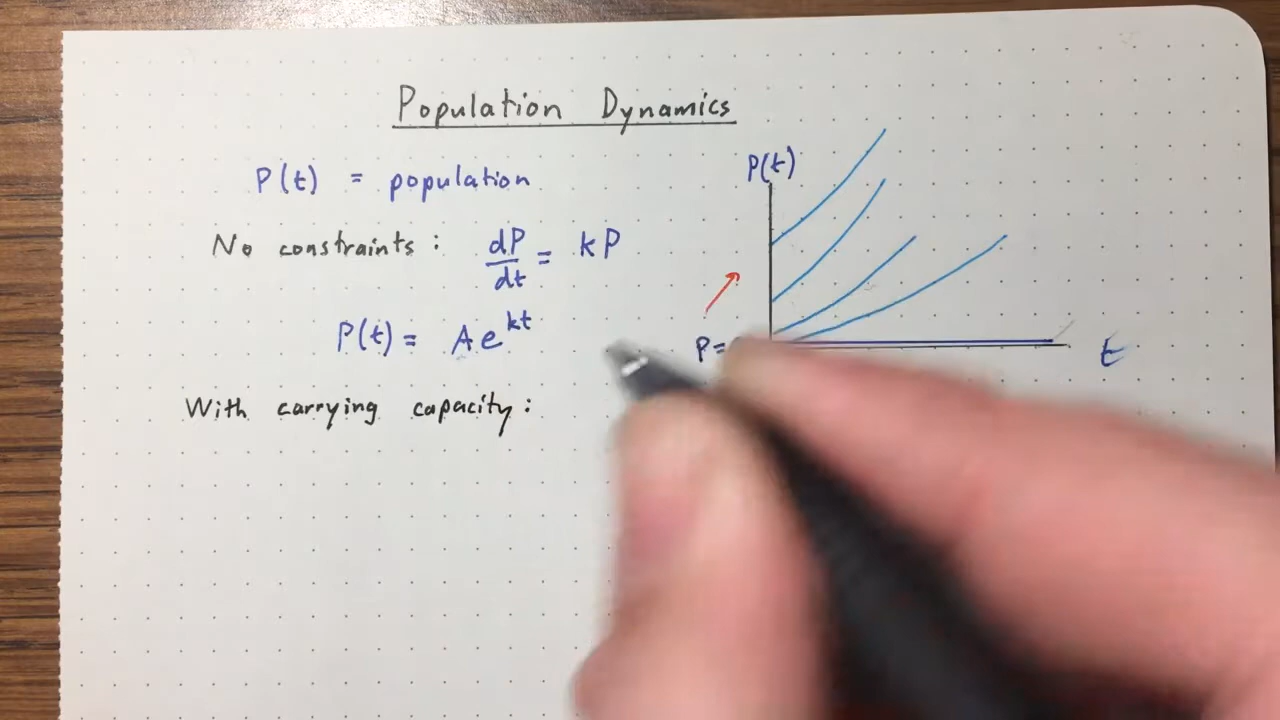 Population Dynamics
P(t) = population
No constraints: dP/dt = kP
P(t) = Ae^kt
With carrying capacity:
P(t)
P=
t